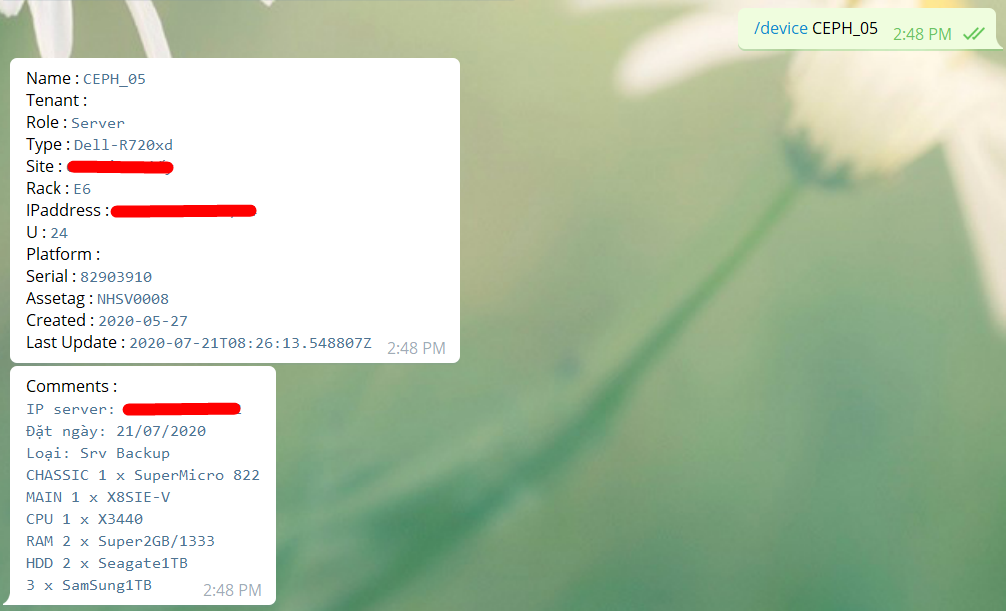 /device CEPH_05 2:48 PM
Name : CEPH_05
Tenant :
Role : Server
Type : Dell-R720xd
Site :
Rack : E6
IPaddress :
U : 24
Platform :
Serial : 82903910
Assetag : NHSV0008
Created : 2020-05-27
Last Update : 2020-07-21T08:26:13.548807Z 2:48 PM
Comments :
IP server:
Đặt ngày: 21/07/2020
Loại: Srv Backup
CHASSIC 1 x SuperMicro 822
MAIN 1 x X8SIE-V
CPU 1 x X3440
RAM 2 x Super2GB/1333
HDD 2 x Seagate1TB
3 x SamSung1TB 2:48 PM